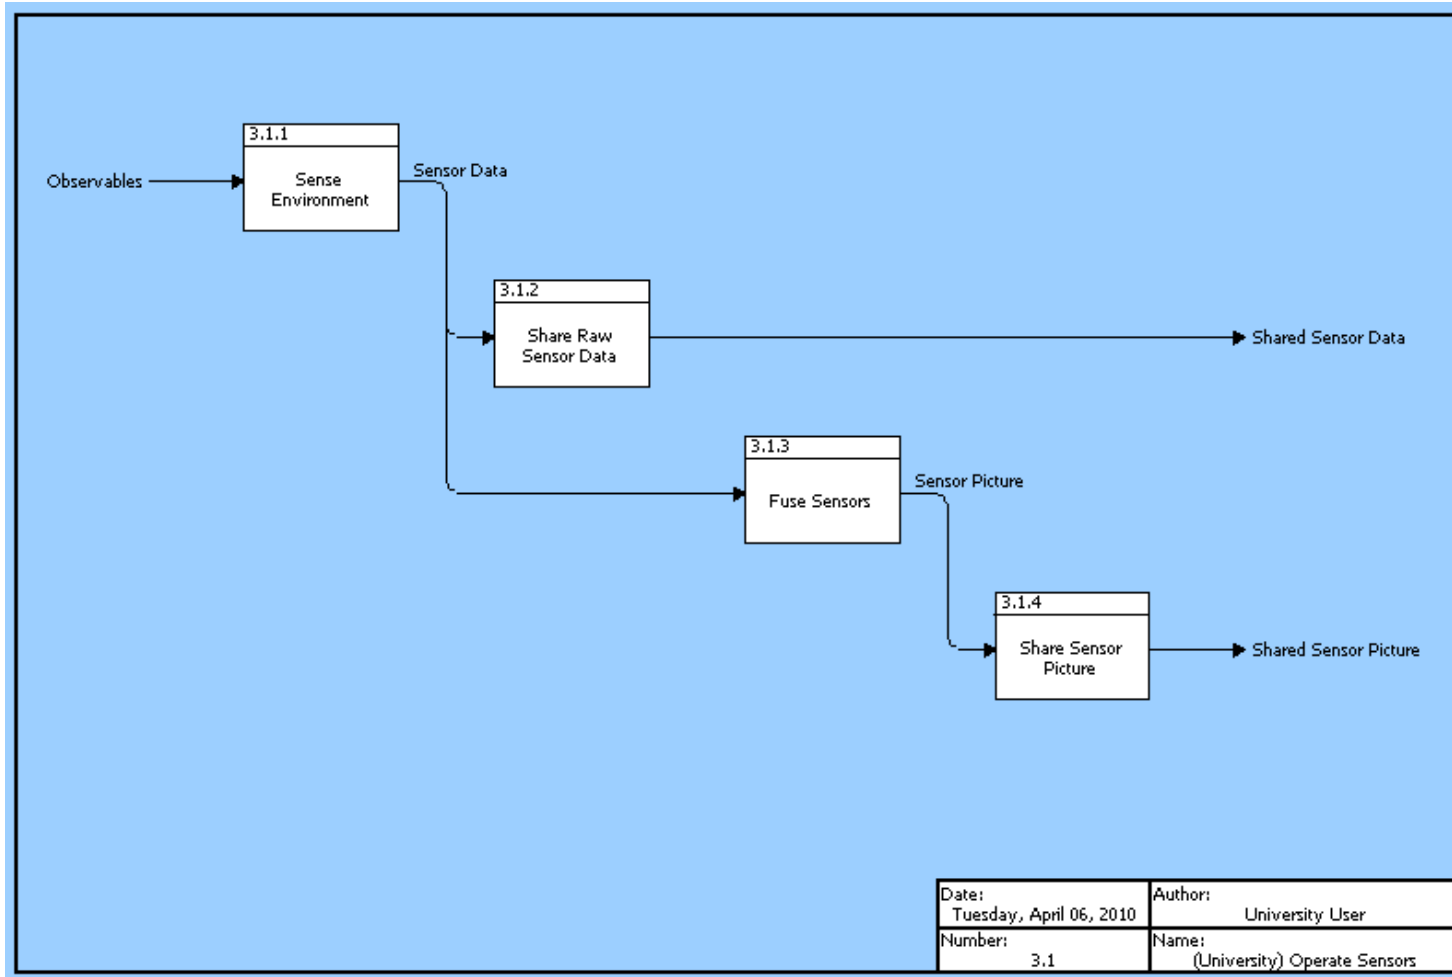 3.1.1
Observables
Sense
Environment
Sensor Data
3.1.2
Share Raw
Sensor Data
Shared Sensor Data
3.1.3
Fuse Sensors
Sensor Picture
3.1.4
Share Sensor
Picture
Shared Sensor Picture
Date:
Tuesday, April 06, 2010
Author:
University User
Number:
3.1
Name:
(University) Operate Sensors